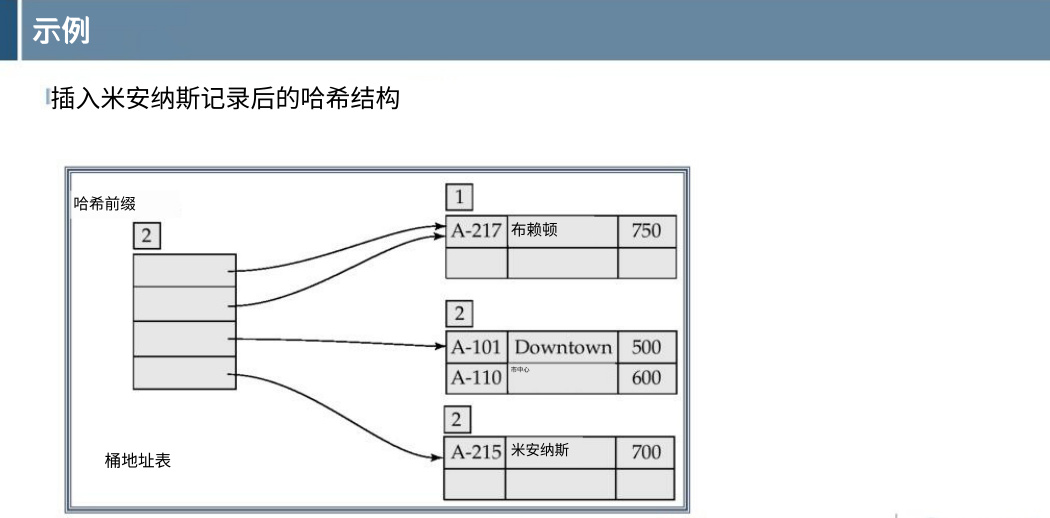 示例
插入米安纳斯记录后的哈希结构
哈希前缀
2
1
A-217 布赖顿 750
2
A-101 Downtown 500
A-110 市中心 600
2
A-215 米安纳斯 700
桶地址表